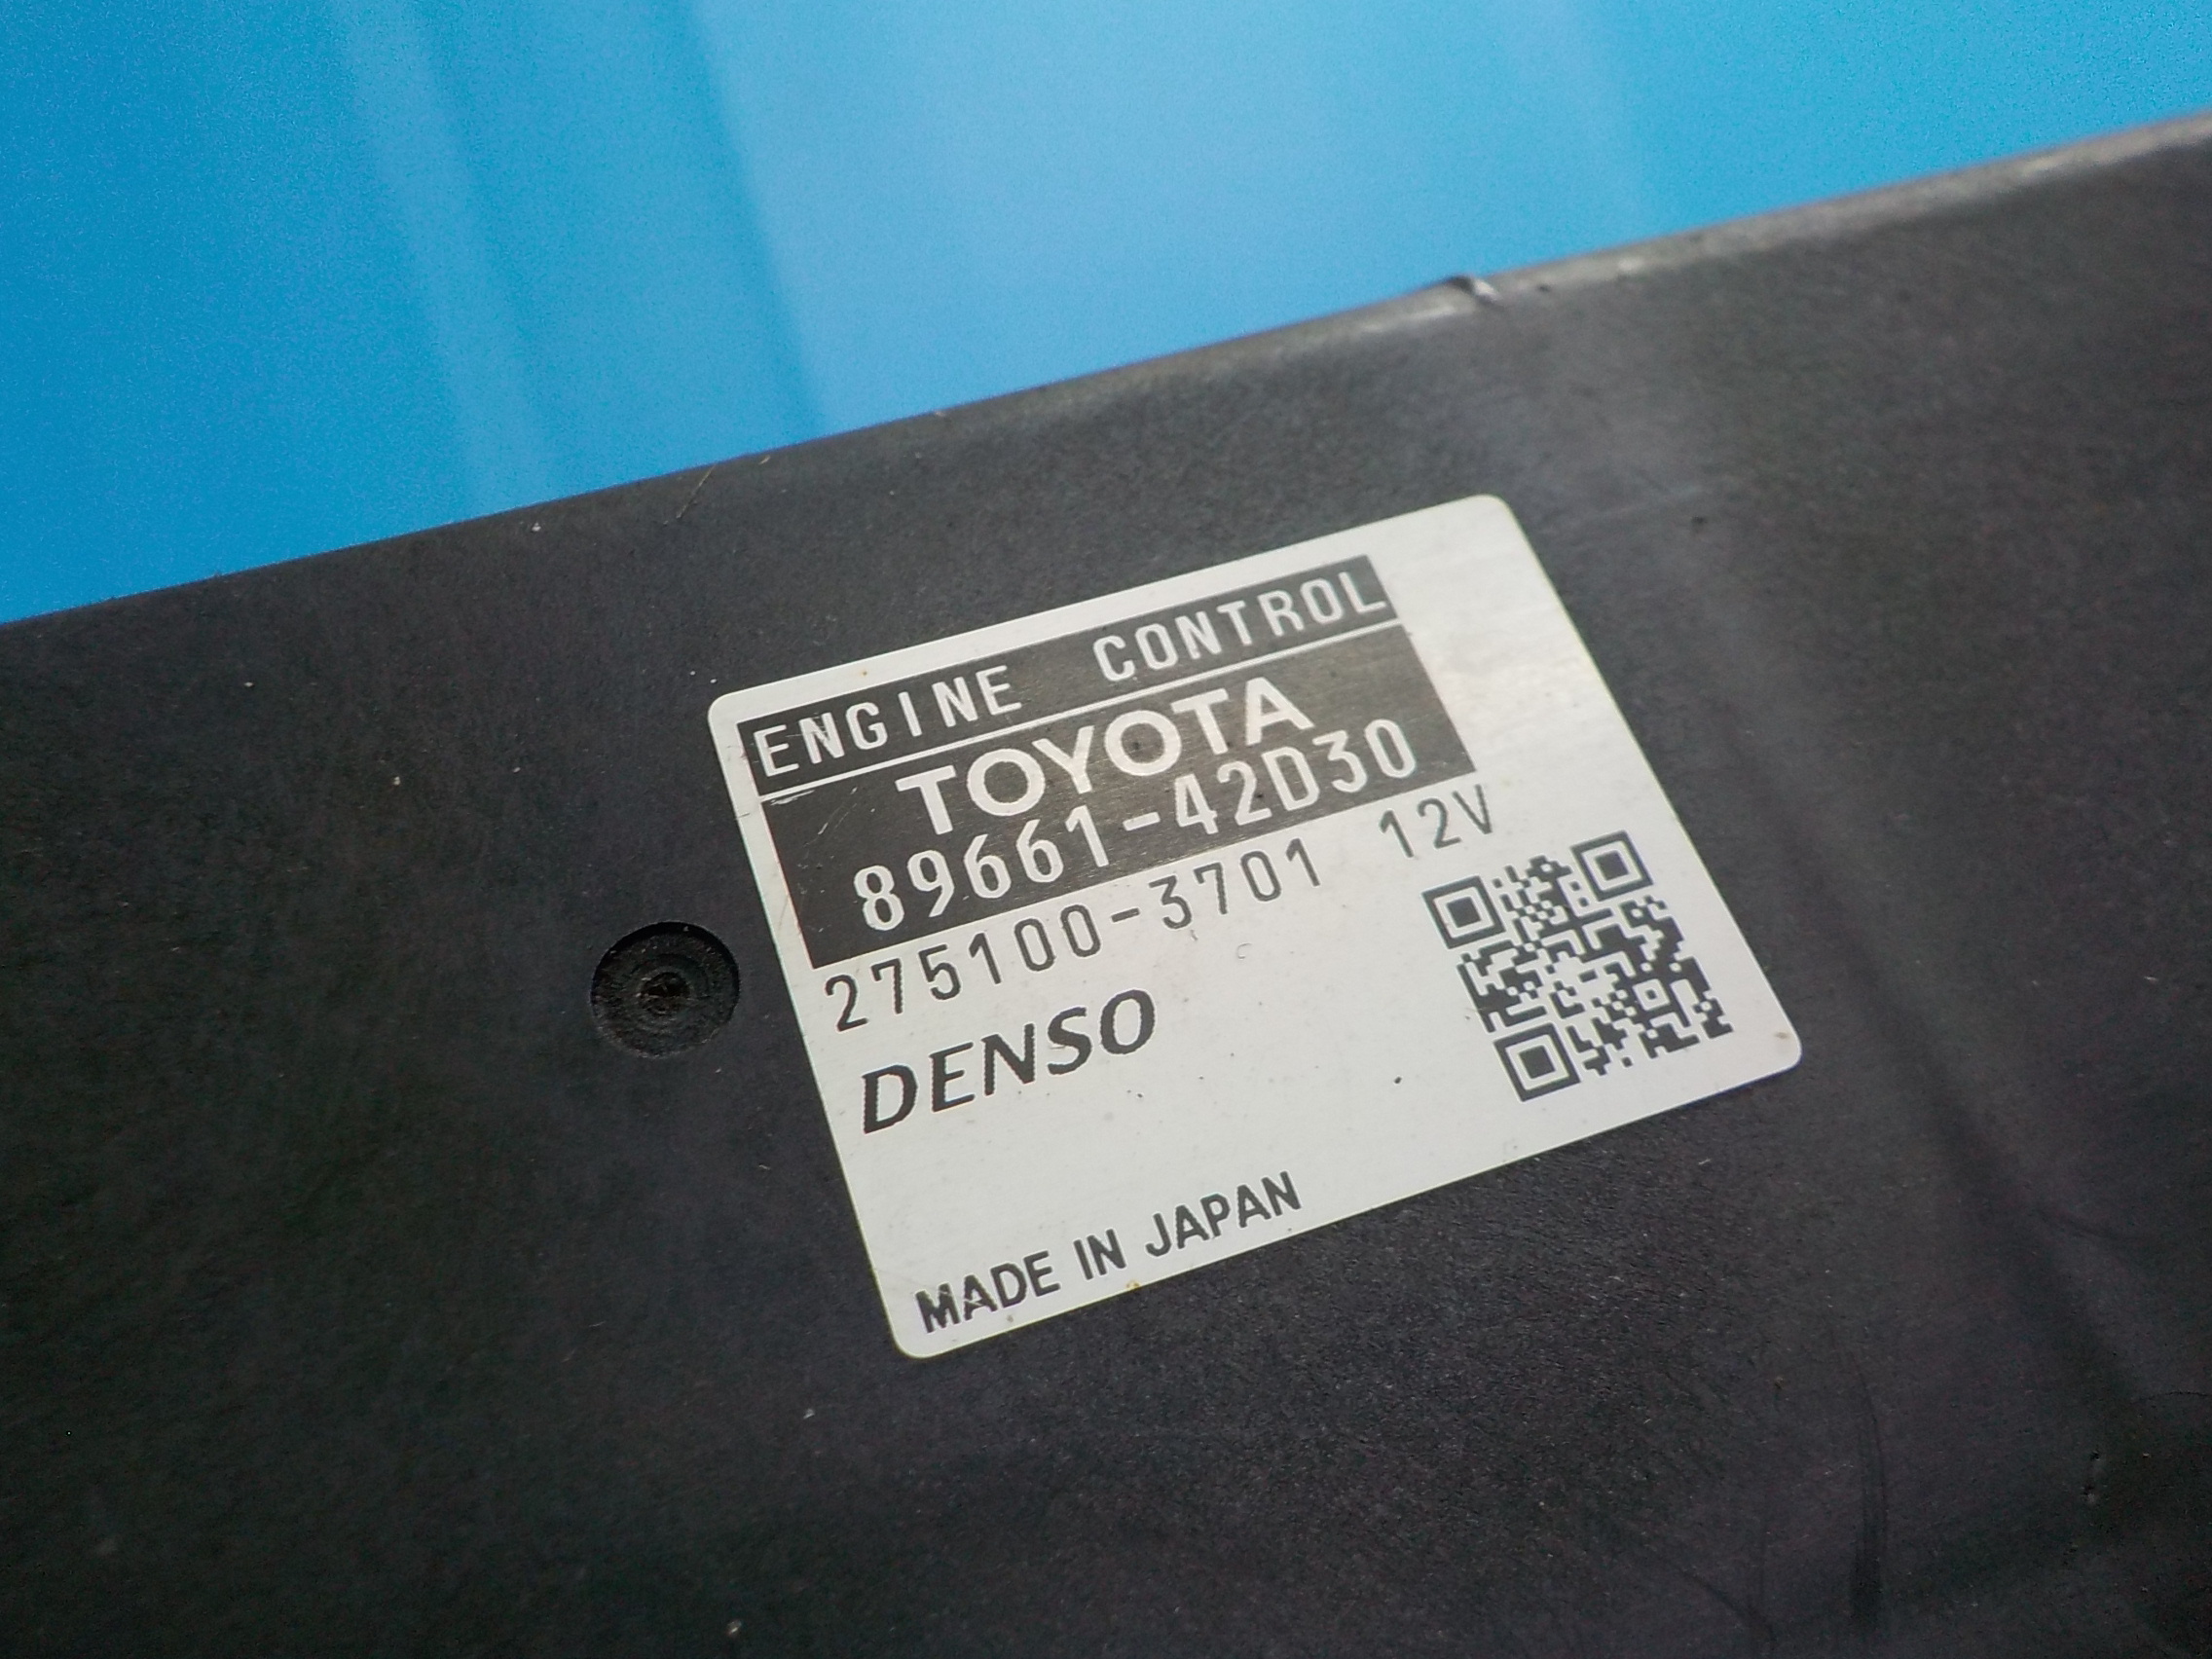 ENGINE CONTROL
TOYOTA
89661-42D30
275100-3701 12V
DENSO
MADE IN JAPAN